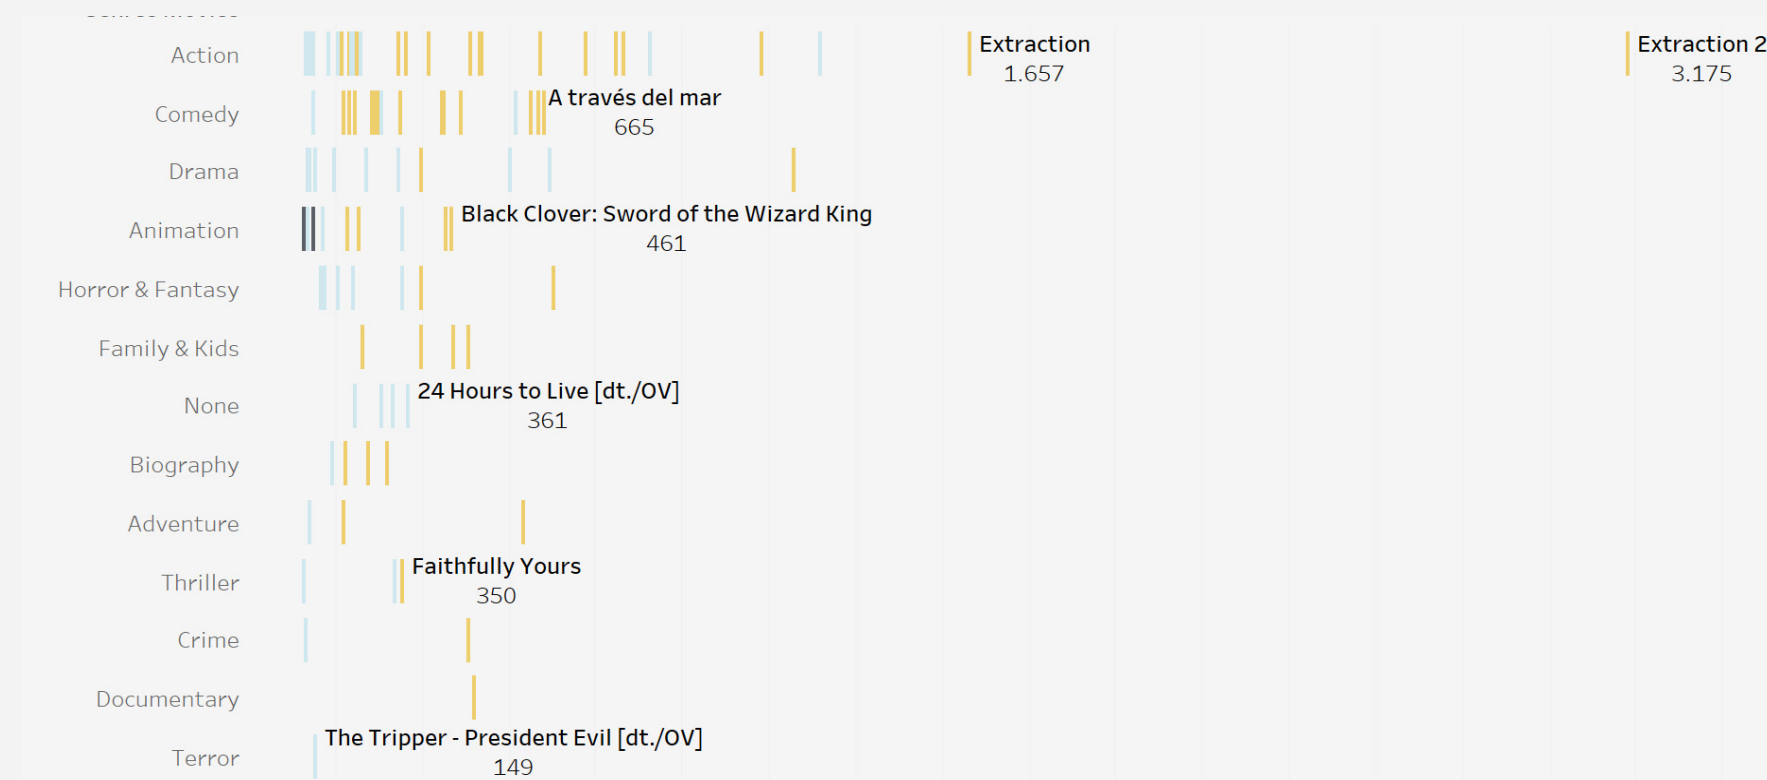 Action
Extraction
1.657
Extraction 2
3.175
Comedy
A través del mar
665
Drama
Animation
Black Clover: Sword of the Wizard King
461
Horror & Fantasy
Family & Kids
None
24 Hours to Live [dt./OV]
361
Biography
Adventure
Thriller
Faithfully Yours
350
Crime
Documentary
Terror
The Tripper - President Evil [dt./OV]
149